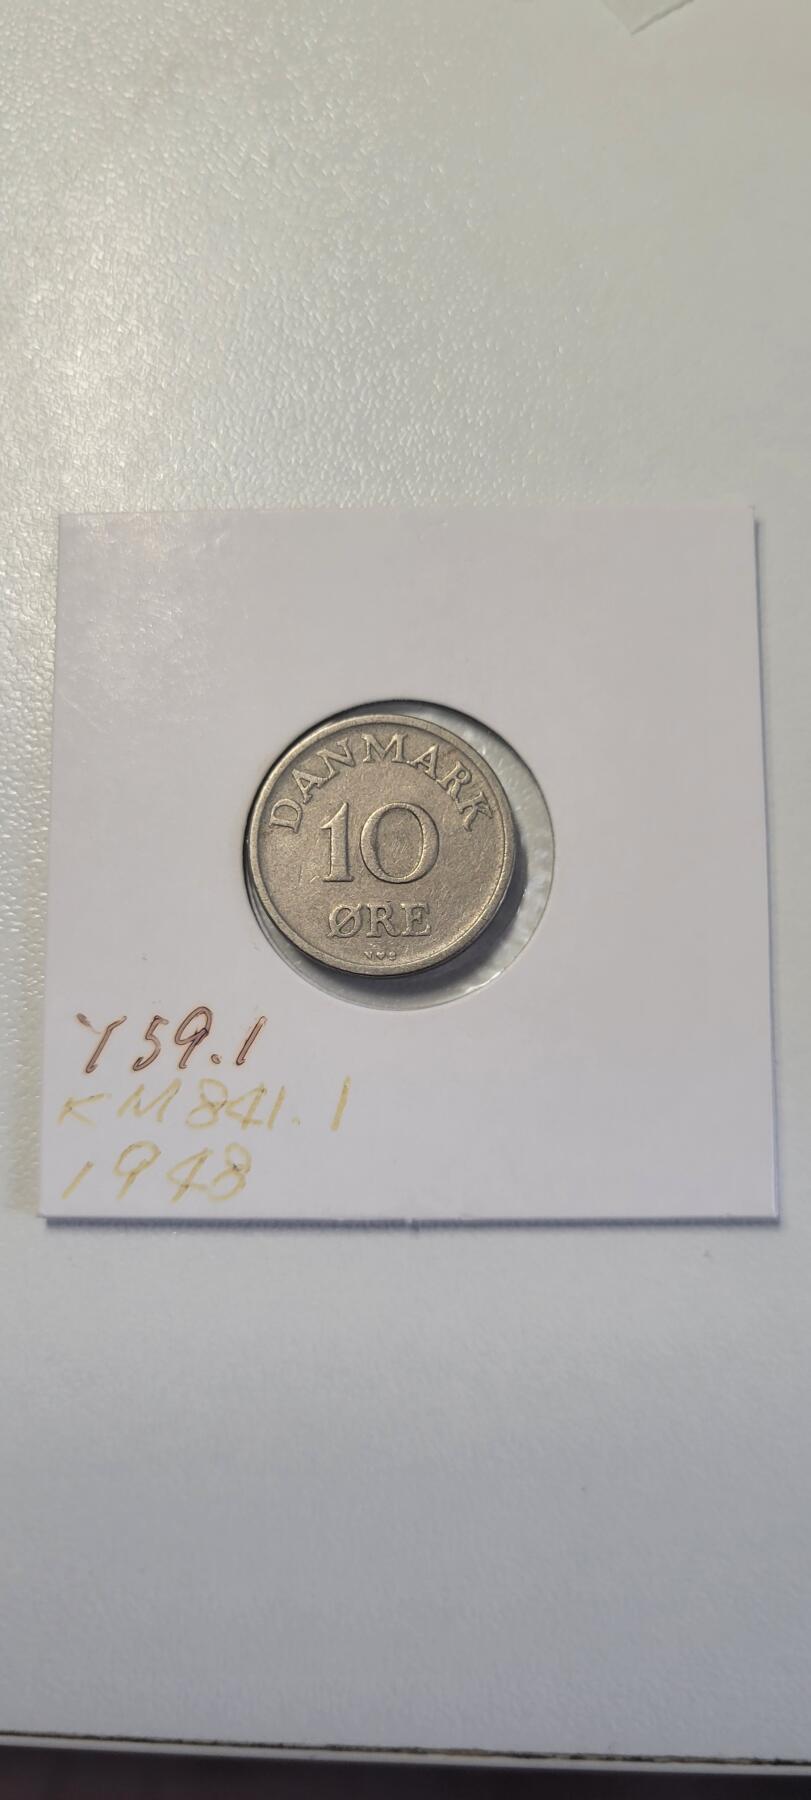 DANMARK
10
ØRE
N♥S
Y59.1
KM841.1
1948